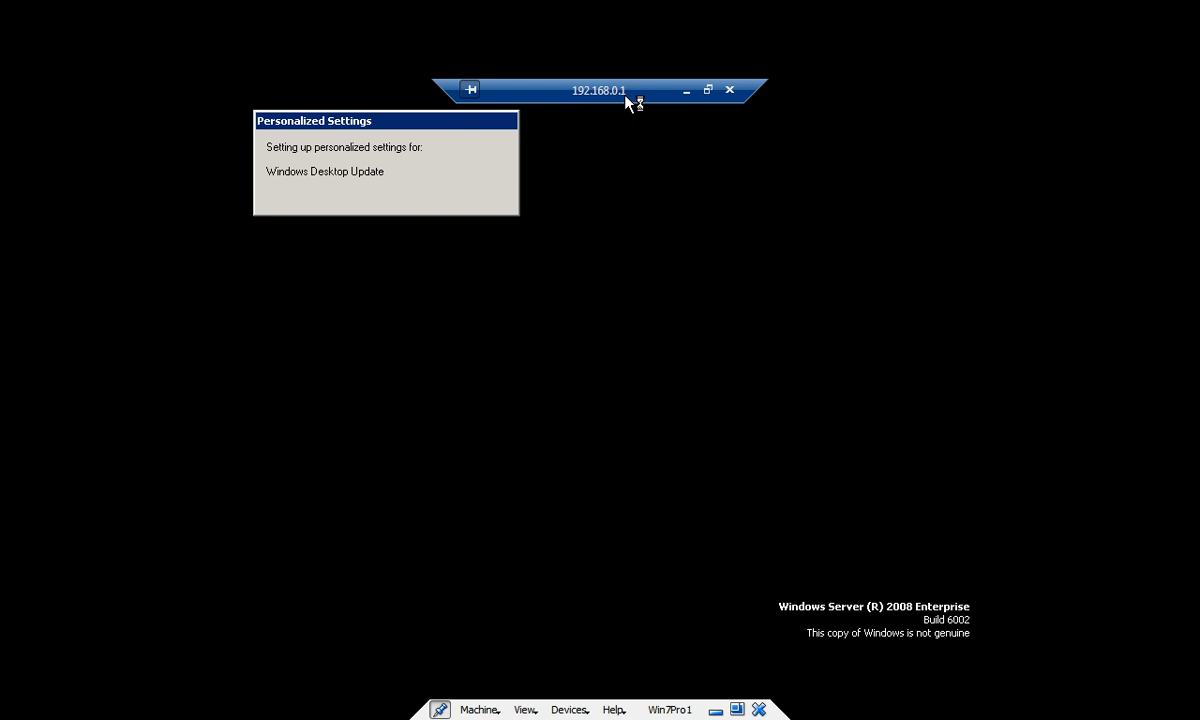 192.168.0.1
Personalized Settings
Setting up personalized settings for:
Windows Desktop Update
Windows Server (R) 2008 Enterprise
Build 6002
This copy of Windows is not genuine
Machine View Devices Help Win7Pro1